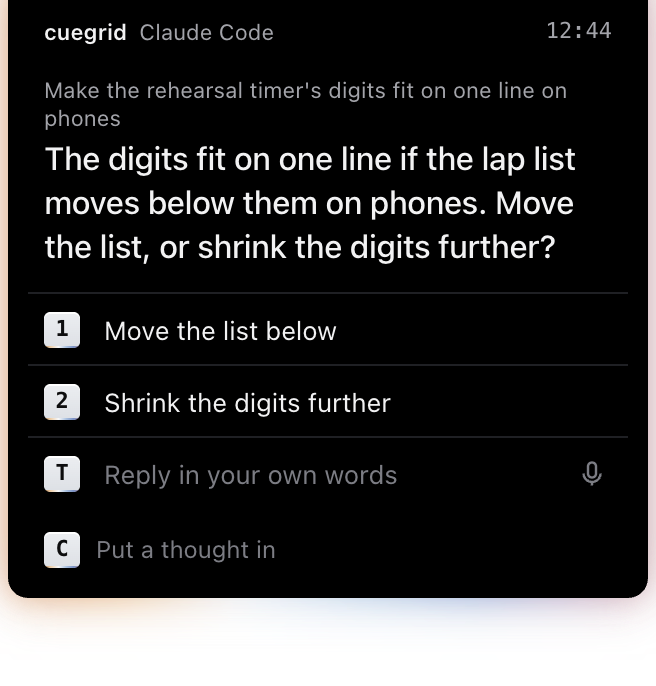 cuegrid Claude Code 12:44
Make the rehearsal timer's digits fit on one line on
phones
The digits fit on one line if the lap list
moves below them on phones. Move
the list, or shrink the digits further?
1 Move the list below
2 Shrink the digits further
T Reply in your own words
C Put a thought in